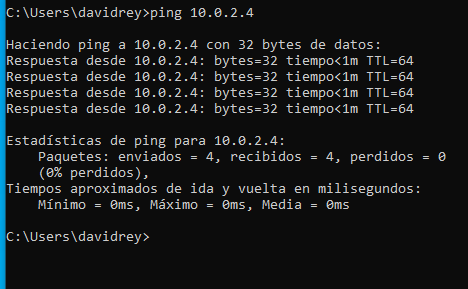 C:\Users\davidrey>ping 10.0.2.4
Haciendo ping a 10.0.2.4 con 32 bytes de datos:
Respuesta desde 10.0.2.4: bytes=32 tiempo<1m TTL=64
Respuesta desde 10.0.2.4: bytes=32 tiempo<1m TTL=64
Respuesta desde 10.0.2.4: bytes=32 tiempo<1m TTL=64
Respuesta desde 10.0.2.4: bytes=32 tiempo<1m TTL=64
Estadísticas de ping para 10.0.2.4:
Paquetes: enviados = 4, recibidos = 4, perdidos = 0
(0% perdidos),
Tiempos aproximados de ida y vuelta en milisegundos:
Mínimo = 0ms, Máximo = 0ms, Media = 0ms
C:\Users\davidrey>